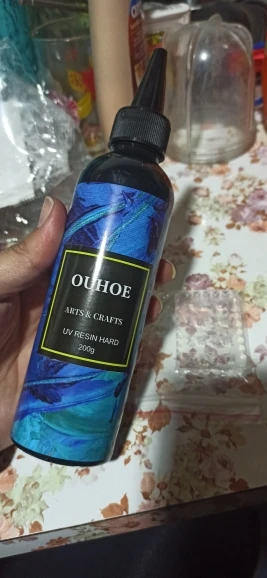 OUHOE
ARTS & CRAFTS
UV RESIN HARD
200g